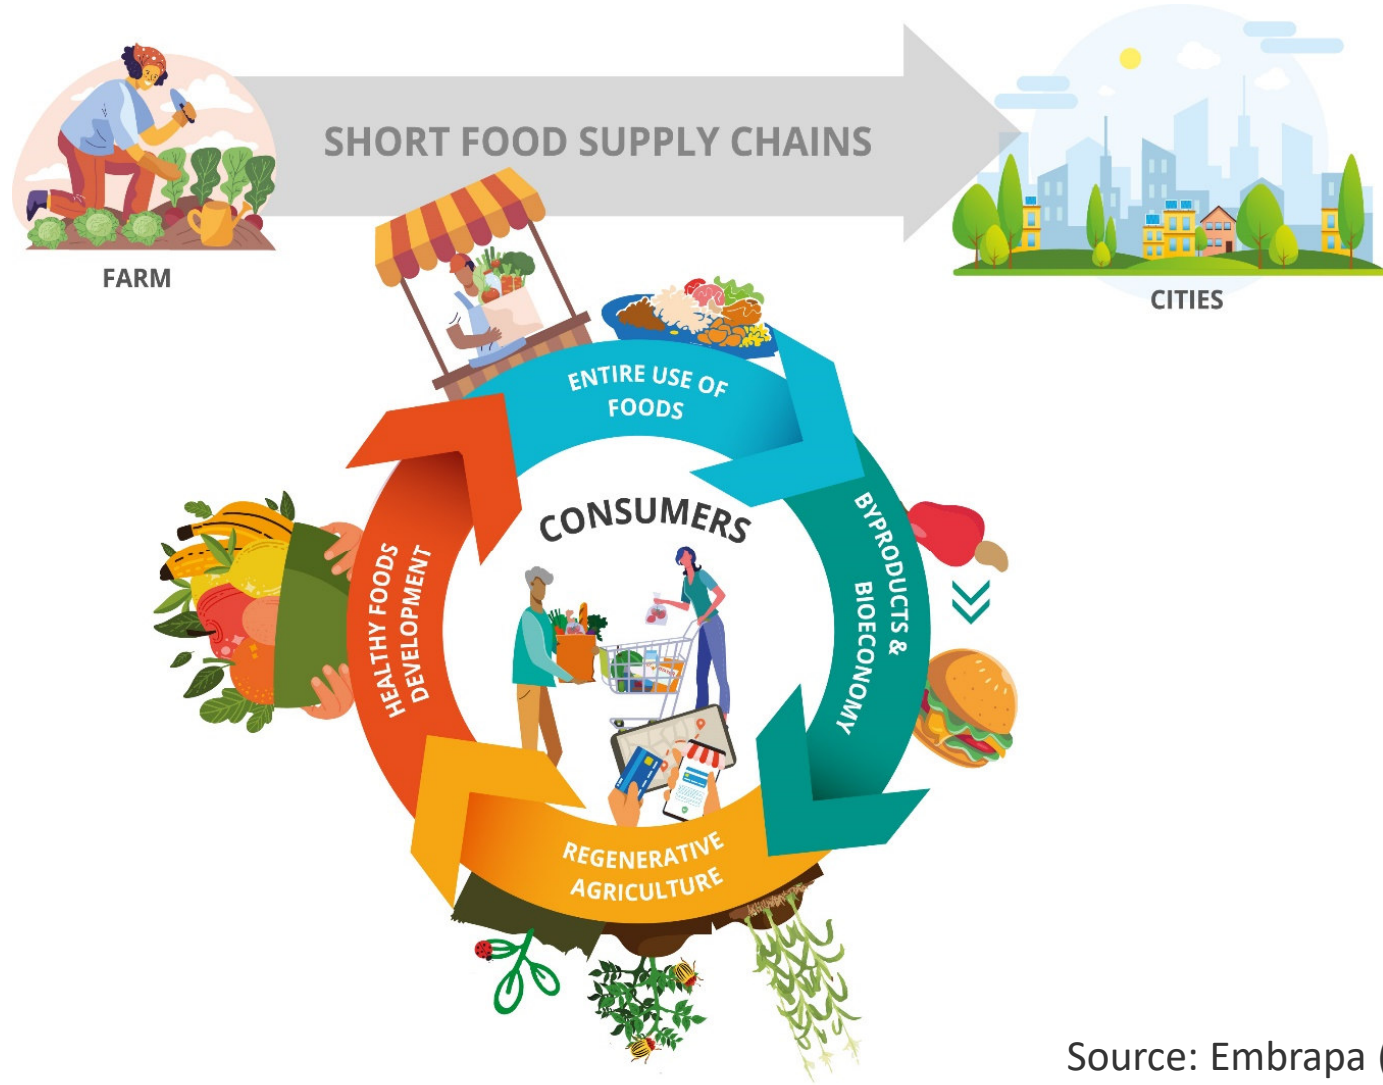 SHORT FOOD SUPPLY CHAINS
FARM
CITIES
ENTIRE USE OF
FOODS
CONSUMERS
BYPRODUCTS &
BIOECONOMY
HEALTHY FOODS
DEVELOPMENT
REGENERATIVE
AGRICULTURE
Source: Embrapa (